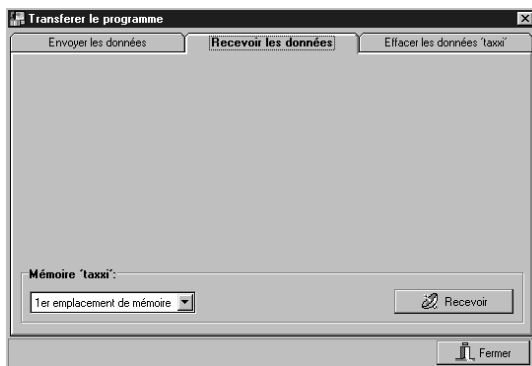 Transferer le programme
Envoyer les données
Recevoir les données
Effacer les données 'taxxi'
Mémoire 'taxxi':
1er emplacement de mémoire
Recevoir
Fermer